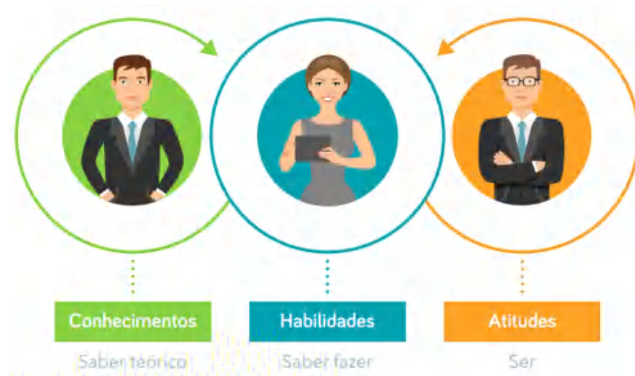 Conhecimentos
Habilidades
Atitudes
Saber teórico
Saber fazer
Ser